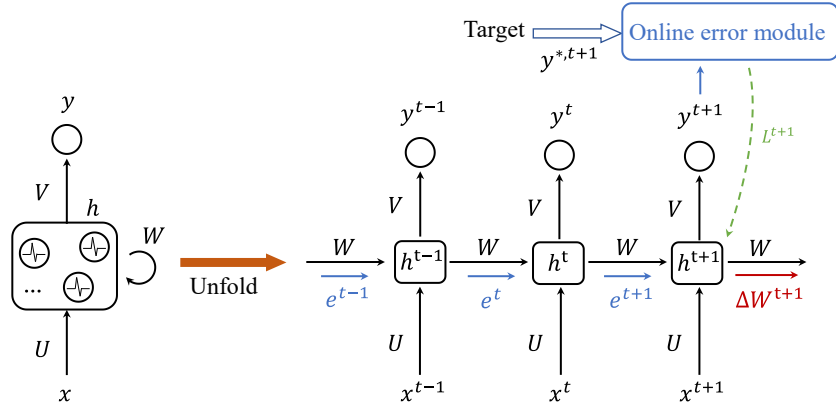 Target
y*,t+1
Online error module
y
y^t-1
y^t
y^t+1
L^t+1
V
h
V
V
V
W
W
W
W
W
...
h^t-1
h^t
h^t+1
Unfold
e^t-1
e^t
e^t+1
ΔW^t+1
U
U
U
U
x
x^t-1
x^t
x^t+1